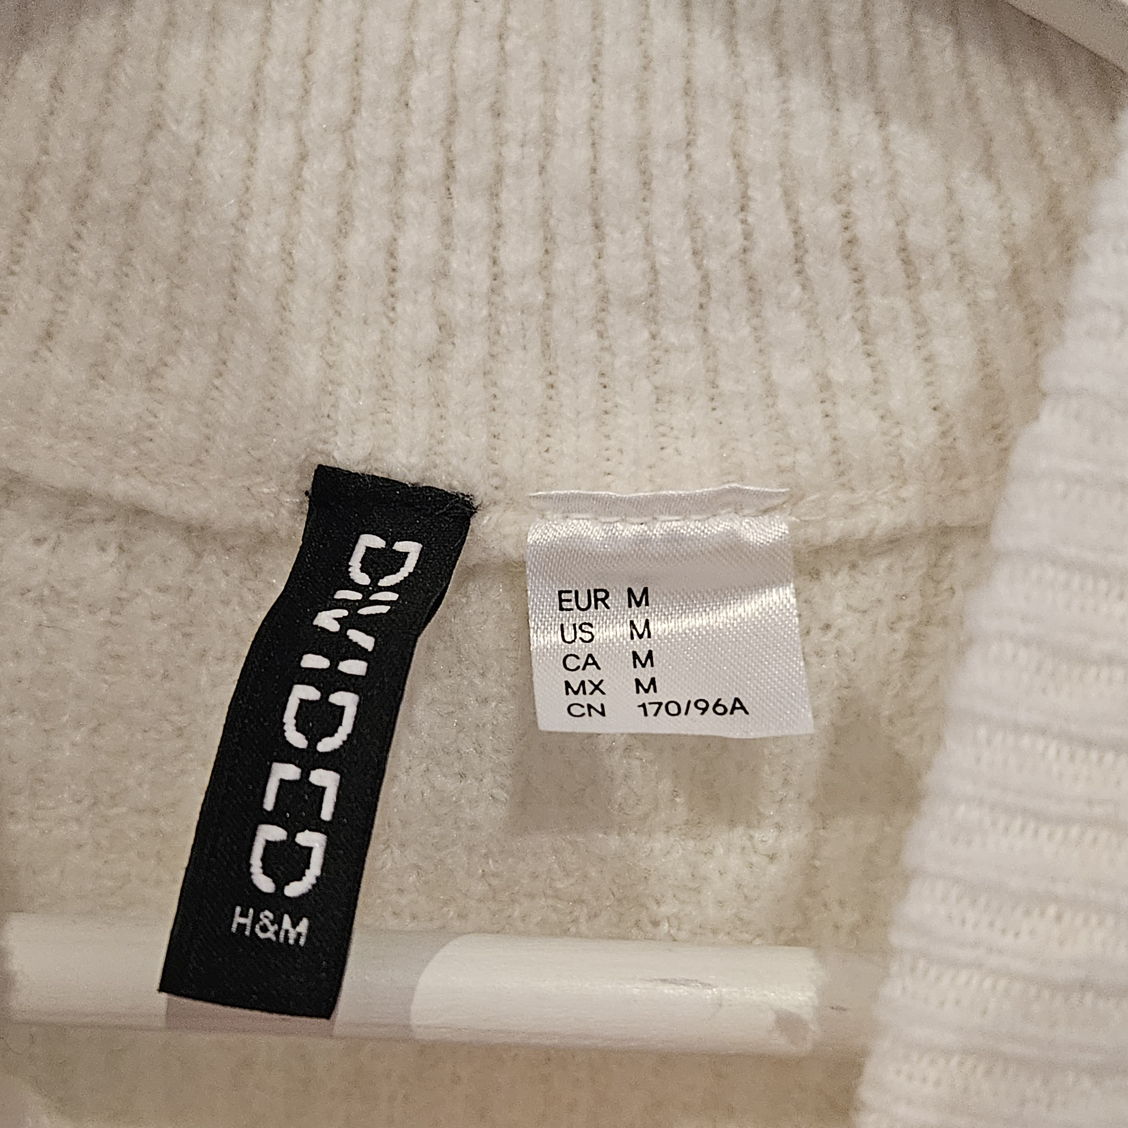 DIVIDED
H&M
EUR M
US M
CA M
MX M
CN 170/96A